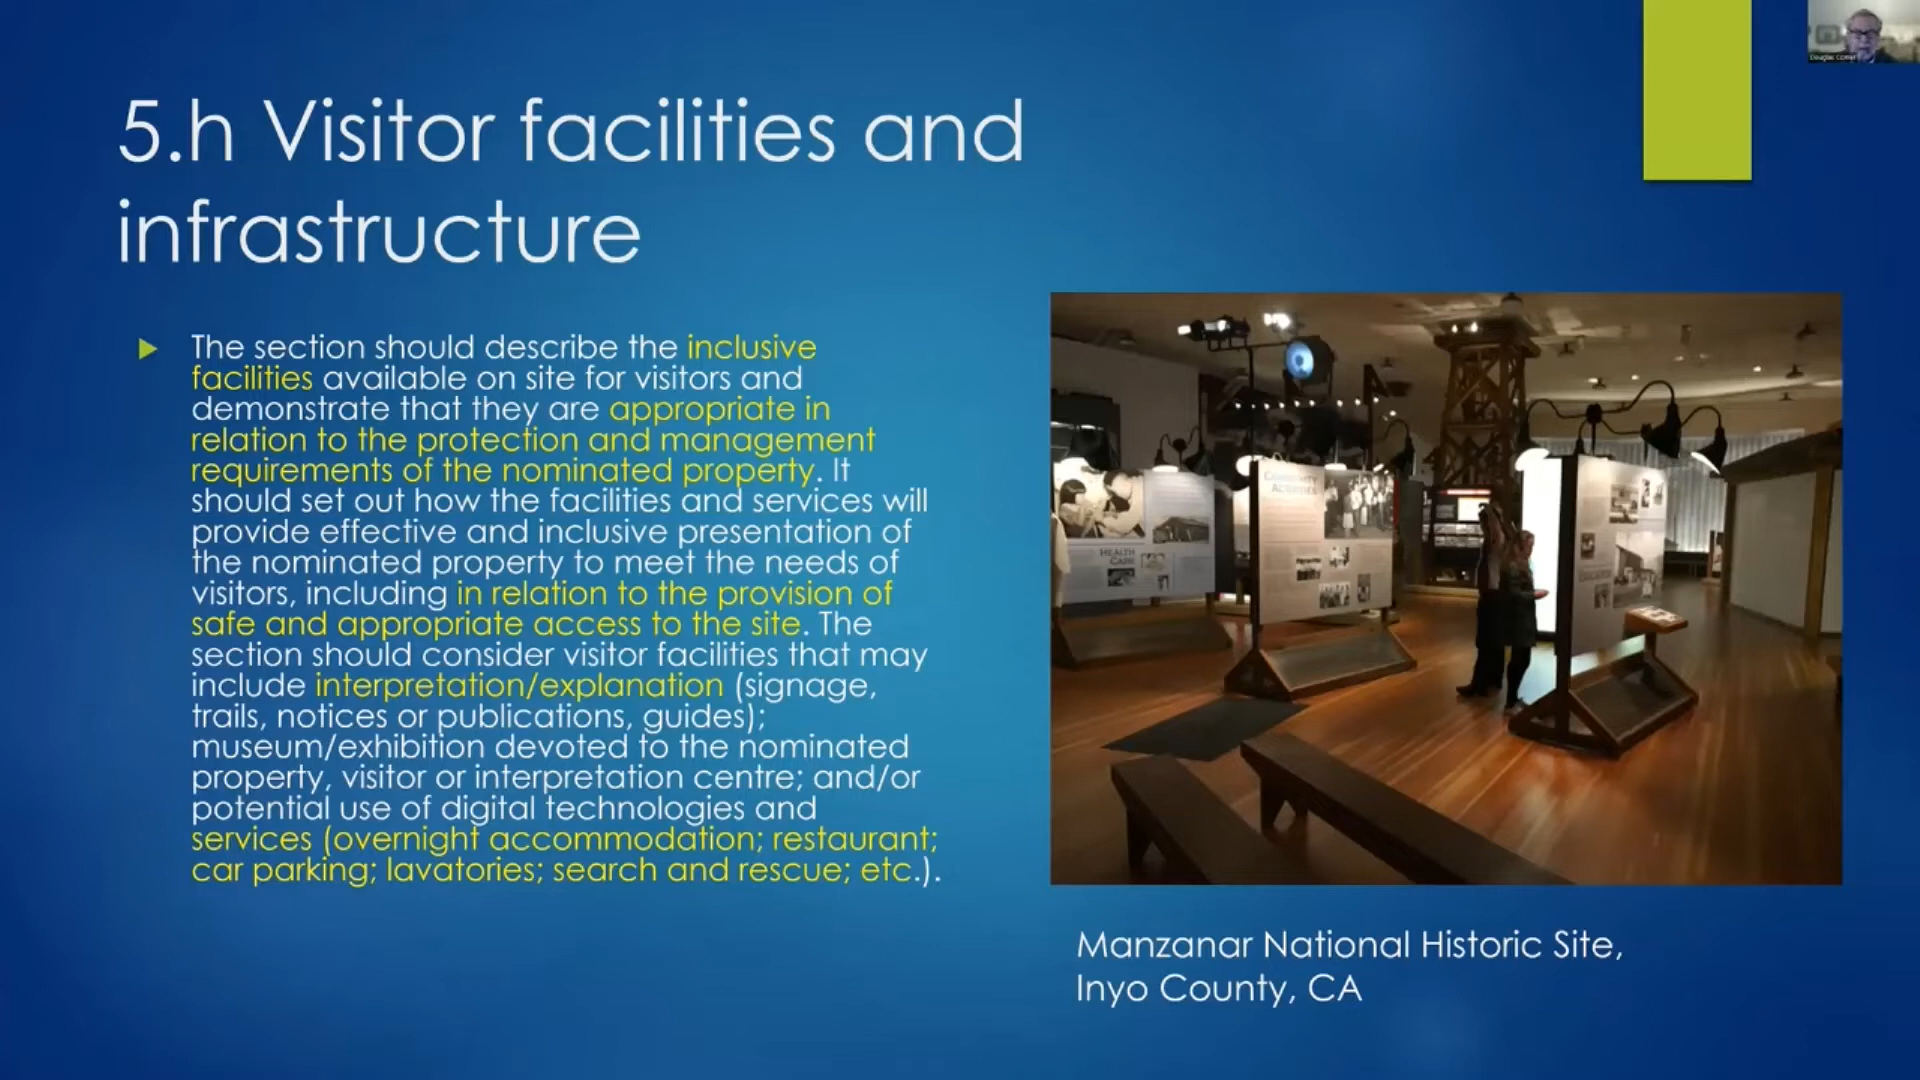 5.h Visitor facilities and
infrastructure
The section should describe the inclusive
facilities available on site for visitors and
demonstrate that they are appropriate in
relation to the protection and management
requirements of the nominated property. It
should set out how the facilities and services will
provide effective and inclusive presentation of
the nominated property to meet the needs of
visitors, including in relation to the provision of
safe and appropriate access to the site. The
section should consider visitor facilities that may
include interpretation/explanation (signage,
trails, notices or publications, guides);
museum/exhibition devoted to the nominated
property, visitor or interpretation centre; and/or
potential use of digital technologies and
services (overnight accommodation; restaurant;
car parking; lavatories; search and rescue; etc.).
COMMUNITY
ACTIVITIES
HEALTH
CARE
Manzanar National Historic Site,
Inyo County, CA
Douglas Comer